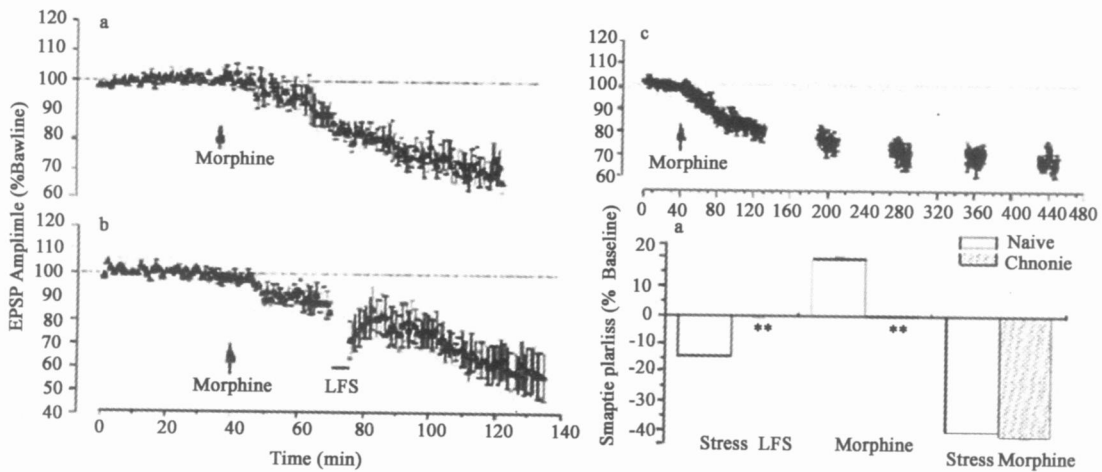 a
120
110
100
90
80
70
60
Morphine
EPSP Amplimle (%Bawline)
b
120
110
100
90
80
70
60
50
40
Morphine
LFS
0 20 40 60 80 100 120 140
Time (min)
c
120
110
100
90
80
70
60
Morphine
0 40 80 120 200 240 280 320 360 400 440 480
a
Naive
Chnonie
Smaptie plarliss (% Baseline)
20
10
0
-10
-20
-30
-40
** **
Stress LFS Morphine Stress Morphine